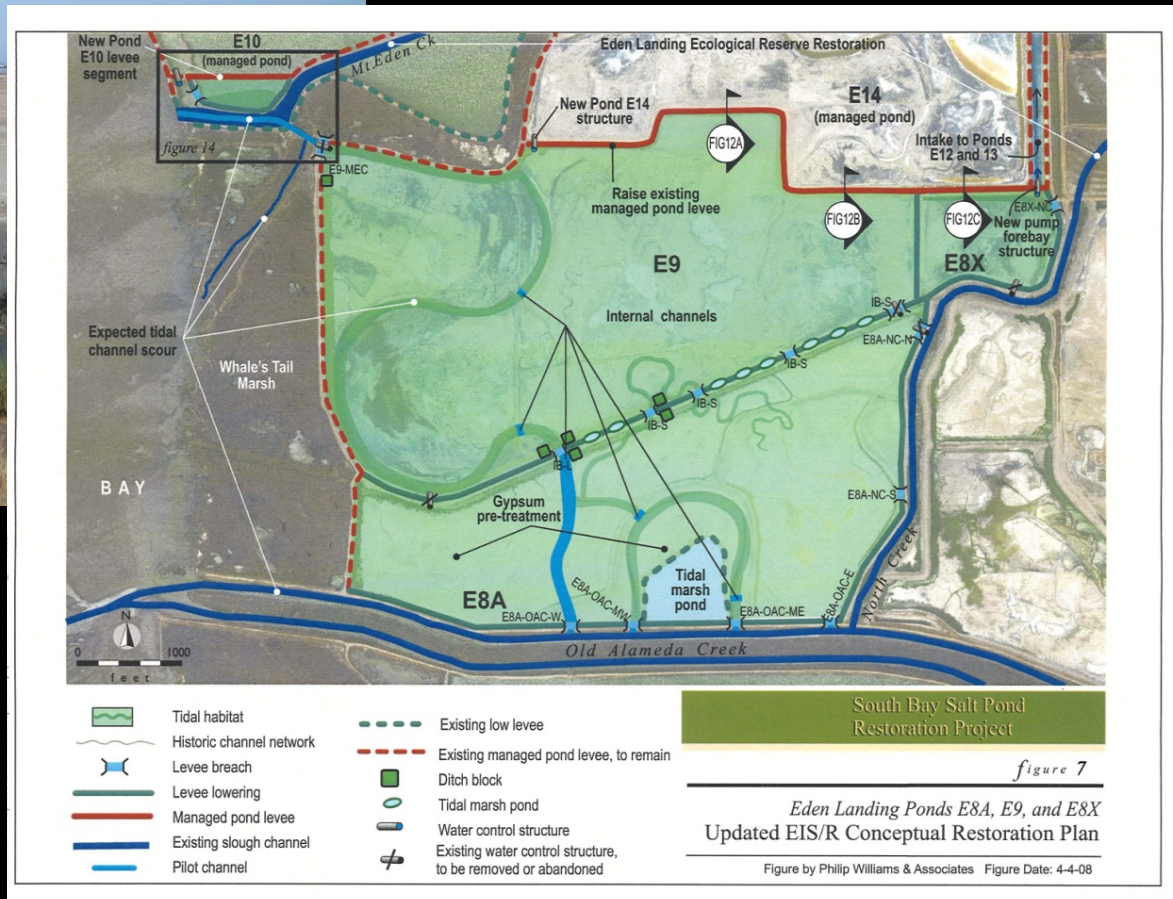 New Pond
E10 levee
segment
E10
(managed pond)
Mt Eden Ck
Eden Landing Ecological Reserve Restoration
figure 14
E9-MEC
New Pond E14
structure
Raise existing
managed pond levee
FIG12A
E14
(managed pond)
Intake to Ponds
E12 and 13
FIG12B
FIG12C
E8X-NC
New pump
forebay
structure
E8X
E9
Internal channels
IB-S
E8A-NC-N
IB-S
IB-S
IB-S
IB-L
Expected tidal
channel scour
Whale's Tail
Marsh
BAY
Gypsum
pre-treatment
E8A-NC-S
North Creek
E8A
E8A-OAC-W
E8A-OAC-MW
Tidal
marsh
pond
E8A-OAC-ME
E8A-OAC-E
Old Alameda Creek
N
0 1000
feet
Tidal habitat
Historic channel network
Levee breach
Levee lowering
Managed pond levee
Existing slough channel
Pilot channel
Existing low levee
Existing managed pond levee, to remain
Ditch block
Tidal marsh pond
Water control structure
Existing water control structure,
to be removed or abandoned
South Bay Salt Pond
Restoration Project
figure 7
Eden Landing Ponds E8A, E9, and E8X
Updated EIS/R Conceptual Restoration Plan
Figure by Philip Williams & Associates Figure Date: 4-4-08